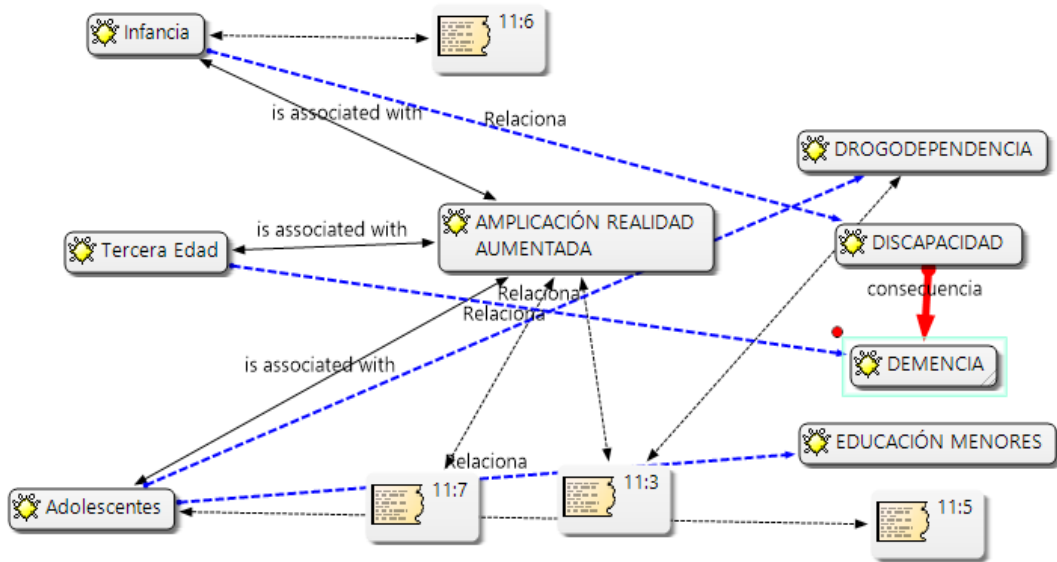 Infancia
11:6
is associated with
Relaciona
DROGODEPENDENCIA
is associated with
AMPLICACIÓN REALIDAD
AUMENTADA
Tercera Edad
DISCAPACIDAD
consecuencia
Relaciona
Relaciona
is associated with
DEMENCIA
EDUCACIÓN MENORES
Relaciona
Adolescentes
11:7
11:3
11:5